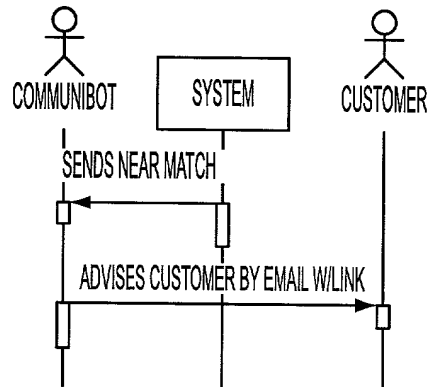 COMMUNIBOT
SYSTEM
CUSTOMER
SENDS NEAR MATCH
ADVISES CUSTOMER BY EMAIL W/LINK